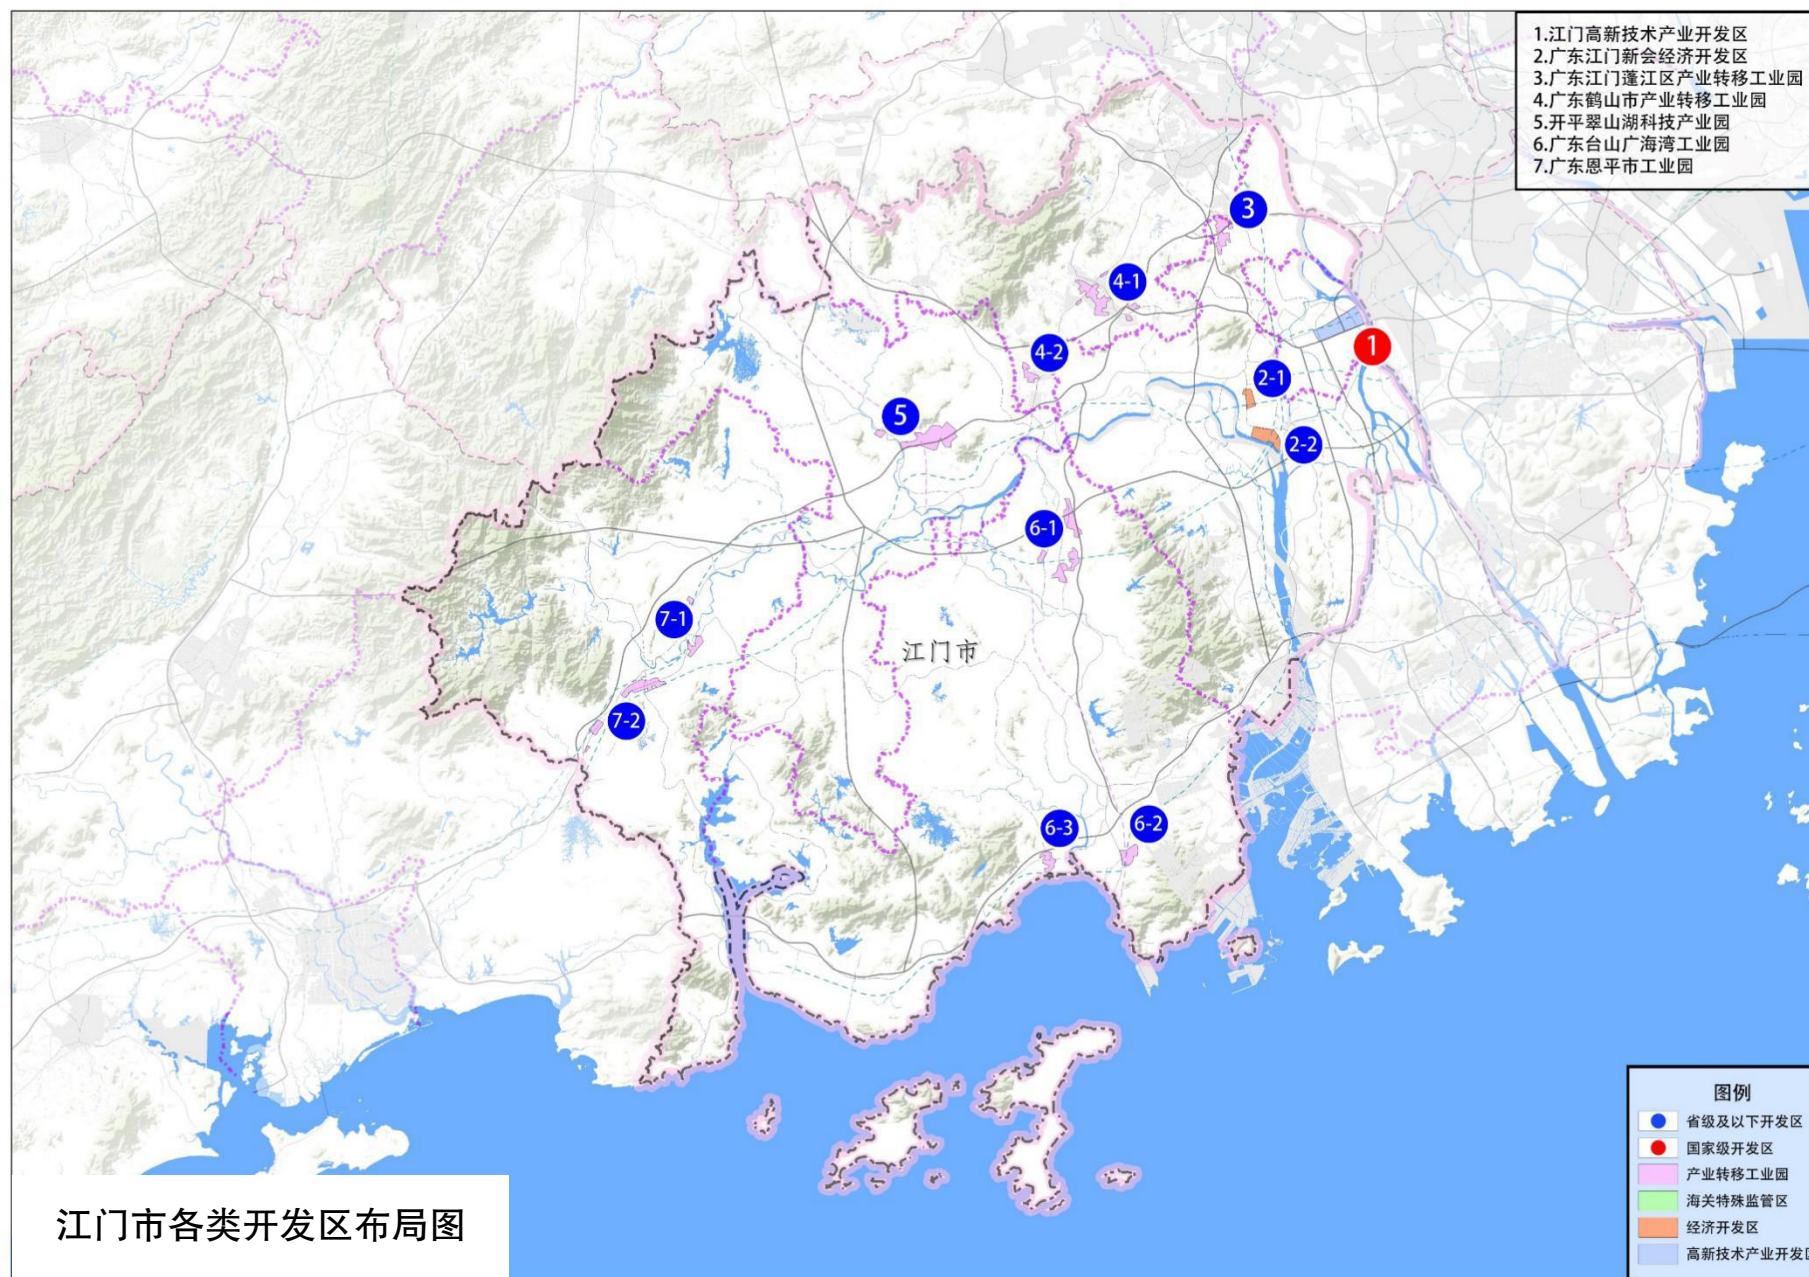 1.江门高新技术产业开发区
2.广东江门新会经济开发区
3.广东江门蓬江区产业转移工业园
4.广东鹤山市产业转移工业园
5.开平翠山湖科技产业园
6.广东台山广海湾工业园
7.广东恩平市工业园
3
4-1
1
4-2
2-1
5
2-2
6-1
7-1
江门市
7-2
6-3
6-2
图例
省级及以下开发区
国家级开发区
产业转移工业园
海关特殊监管区
经济开发区
高新技术产业开发区
江门市各类开发区布局图